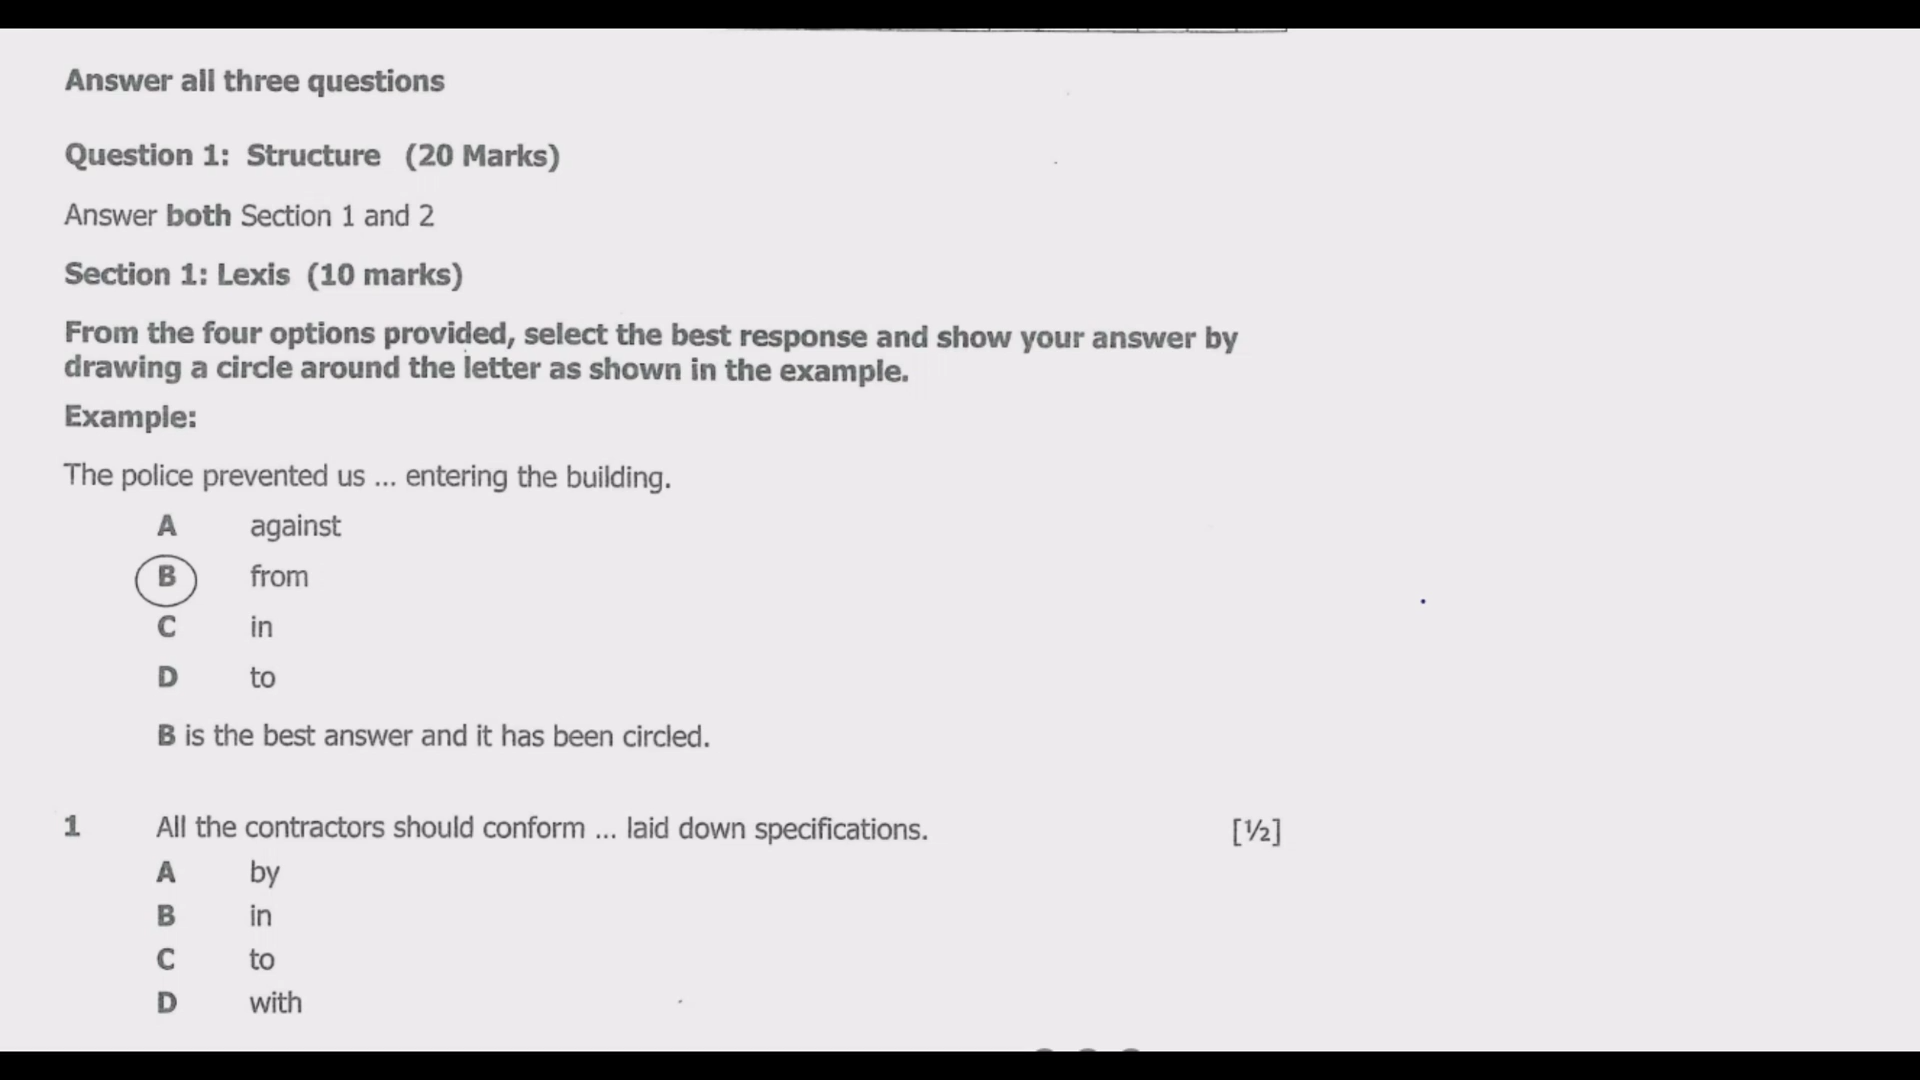 Answer all three questions
Question 1: Structure (20 Marks)
Answer both Section 1 and 2
Section 1: Lexis (10 marks)
From the four options provided, select the best response and show your answer by
drawing a circle around the letter as shown in the example.
Example:
The police prevented us ... entering the building.
A against
B from
C in
D to
B is the best answer and it has been circled.
1 All the contractors should conform ... laid down specifications. [½]
A by
B in
C to
D with